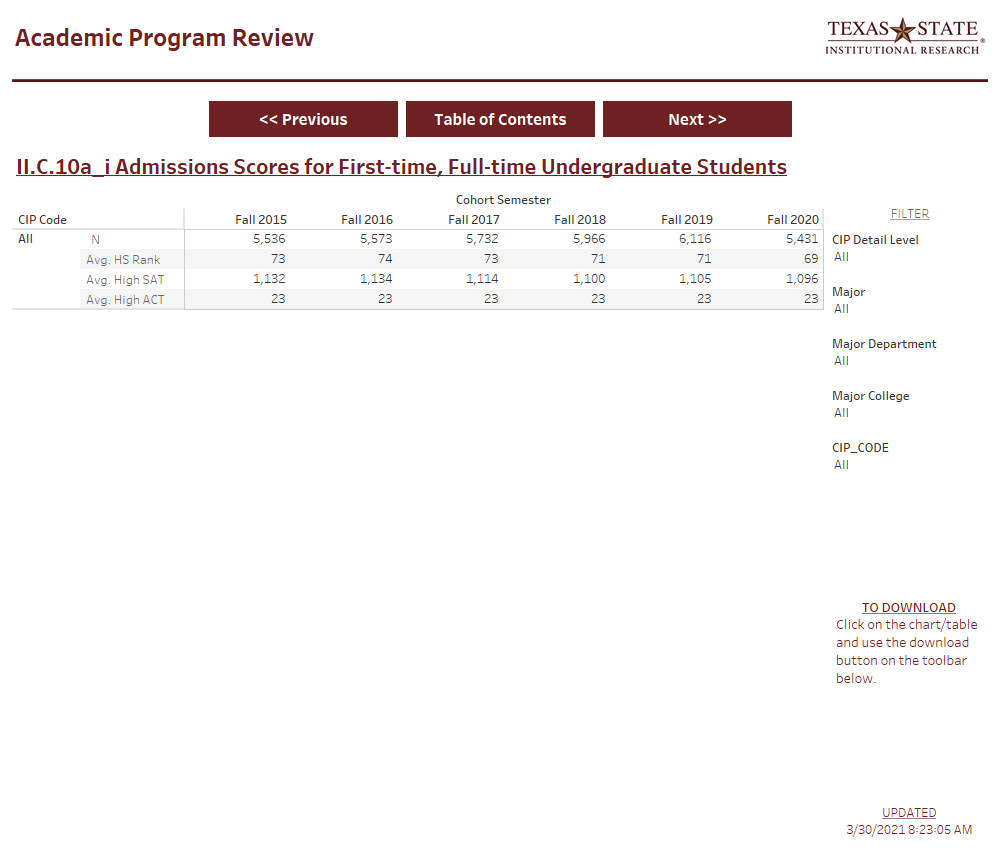 Academic Program Review
TEXAS STATE
INSTITUTIONAL RESEARCH
®
<< Previous
Table of Contents
Next >>
II.C.10a_i Admissions Scores for First-time, Full-time Undergraduate Students
Cohort Semester
CIP Code Fall 2015 Fall 2016 Fall 2017 Fall 2018 Fall 2019 Fall 2020
All N 5,536 5,573 5,732 5,966 6,116 5,431
Avg. HS Rank 73 74 73 71 71 69
Avg. High SAT 1,132 1,134 1,114 1,100 1,105 1,096
Avg. High ACT 23 23 23 23 23 23
FILTER
CIP Detail Level
All
Major
All
Major Department
All
Major College
All
CIP_CODE
All
TO DOWNLOAD
Click on the chart/table
and use the download
button on the toolbar
below.
UPDATED
3/30/2021 8:23:05 AM